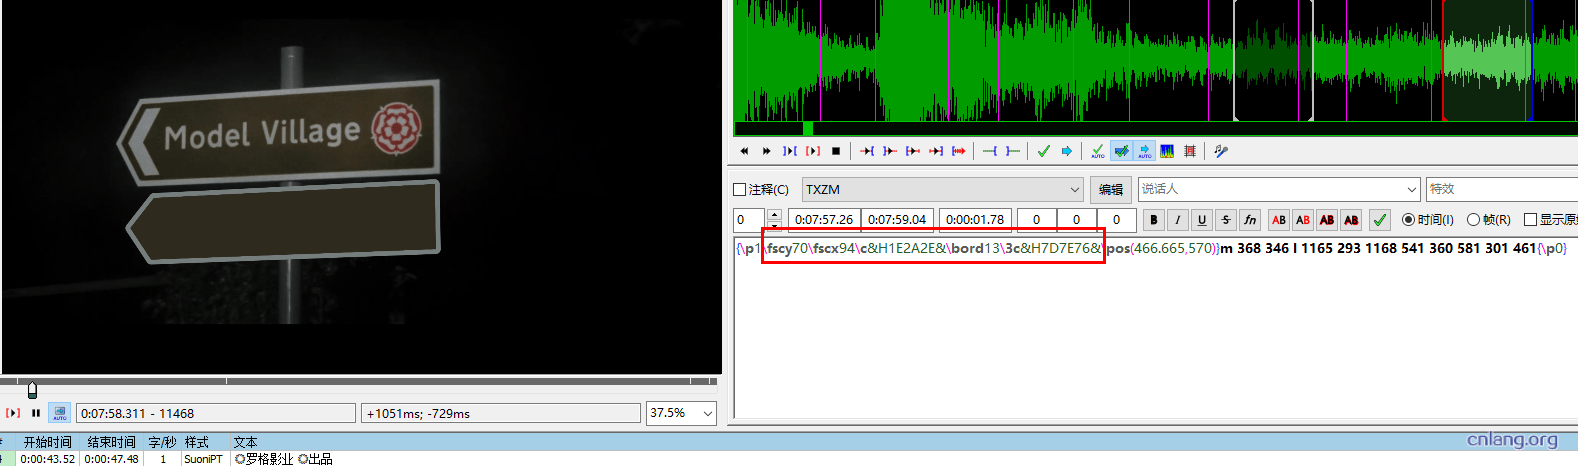 Model Village
注释(C)
TXZM
编辑
说话人
特效
0
0:07:57.26
0:07:59.04
0:00:01.78
0
0
0
B
I
U
S
fn
AB
AB
AB
AB
时间(I)
帧(R)
{\p1\fscy70\fscx94\c&H1E2A2E&\bord13\3c&H7D7E76&\pos(466.665,570)}m 368 346 l 1165 293 1168 541 360 581 301 461{\p0}
AUTO
AUTO
AUTO
0:07:58.311 - 11468
+1051ms; -729ms
37.5%
开始时间 结束时间 字/秒 样式 文本
0:00:43.52 0:00:47.48 1 SuoniPT ◎罗格影业 ◎出品
cnlang.org